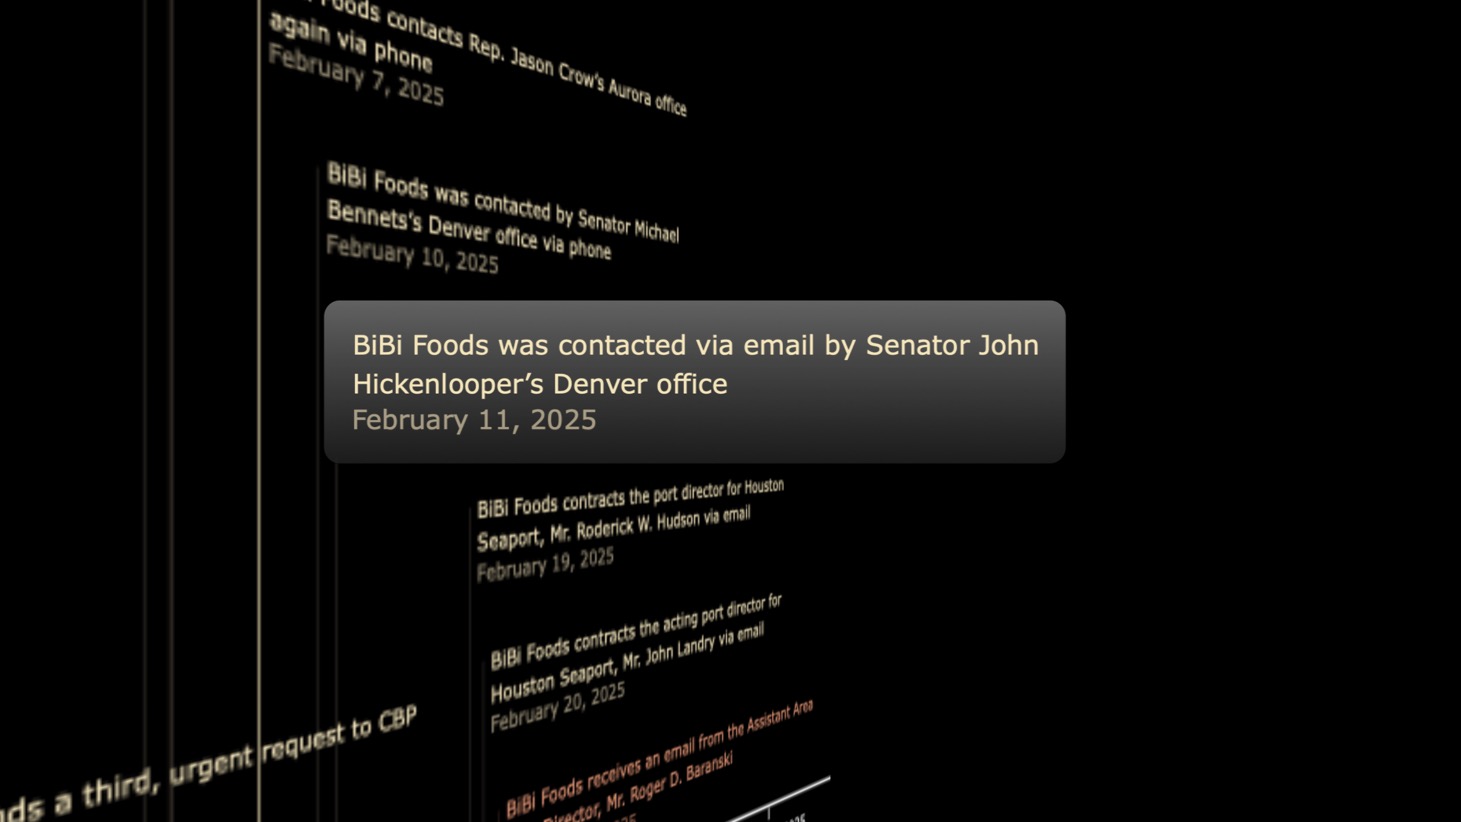 Foods contacts Rep. Jason Crow's Aurora office
again via phone
February 7, 2025
BiBi Foods was contacted by Senator Michael
Bennets's Denver office via phone
February 10, 2025
BiBi Foods was contacted via email by Senator John
Hickenlooper's Denver office
February 11, 2025
BiBi Foods contracts the port director for Houston
Seaport, Mr. Roderick W. Hudson via email
February 19, 2025
BiBi Foods contracts the acting port director for
Houston Seaport, Mr. John Landry via email
February 20, 2025
a third, urgent request to CBP
BiBi Foods receives an email from the Assistant Area
Director, Mr. Roger D. Baranski